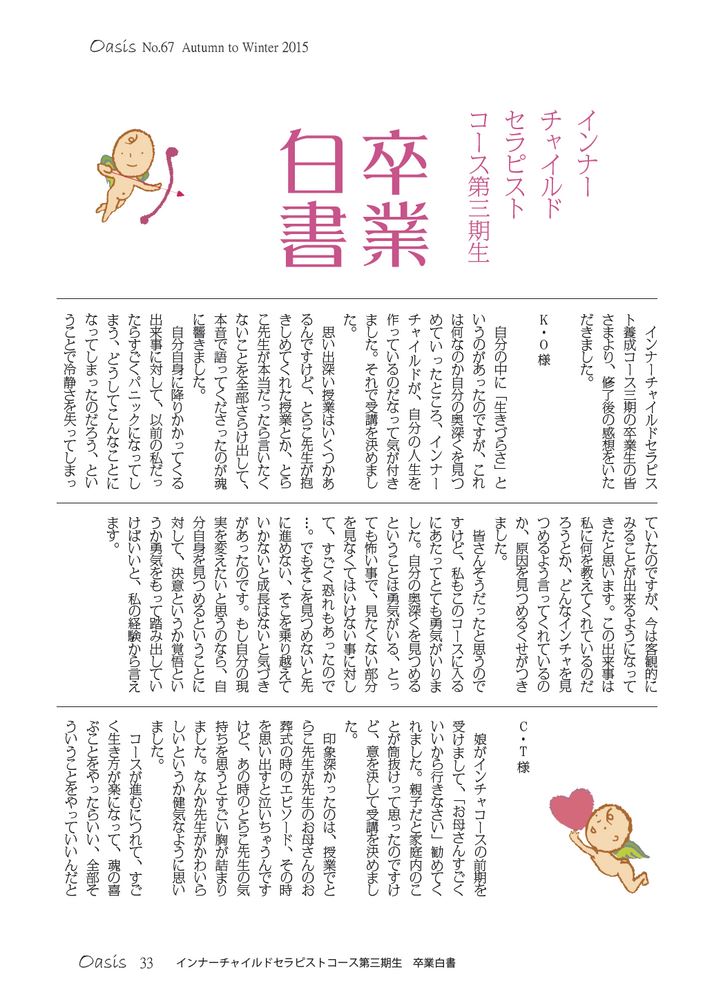 Oasis No.67 Autumn to Winter 2015
インナー
チャイルド
セラピスト
コース第三期生
卒業
白書
インナーチャイルドセラピス
ト養成コース三期の卒業生の皆
さまより、修了後の感想をいた
だきました。
K・O様
自分の中に「生きづらさ」と
いうのがあったのですが、これ
は何なのか自分の奥深くを見つ
めていったところ、インナー
チャイルドが、自分の人生を
作っているのだなって気が付き
ました。それで受講を決めまし
た。
思い出深い授業はいくつかあ
るんですけど、とらこ先生が抱
きしめてくれた授業とか、とら
こ先生が本当だったら言いたく
ないことを全部さらけ出して、
本音で語ってくださったのが魂
に響きました。
自分自身に降りかかってくる
出来事に対して、以前の私だっ
たらすごくパニックになってし
まう、どうしてこんなことに
なってしまったのだろう、とい
うことで冷静さを失ってしまっ
ていたのですが、今は客観的に
みることが出来るようになって
きたと思います。この出来事は
私に何を教えてくれているのだ
ろうとか、どんなインチャを見
つめるよう言ってくれているの
か、原因を見つめるくせがつき
ました。
皆さんそうだったと思うので
すけど、私もこのコースに入る
にあたってとても勇気がいりま
した。自分の奥深くを見つめる
ということは勇気がいる、とっ
ても怖い事で、見たくない部分
を見なくてはいけない事に対し
て、すごく恐れもあったので
…。でもそこを見つめないと先
に進めない、そこを乗り越えて
いかないと成長はないと気づき
があったのです。もし自分の現
実を変えたいと思うのなら、自
分自身を見つめるということに
対して、決意というか覚悟とい
うか勇気をもって踏み出してい
けばいいと、私の経験から言え
ます。
C・T様
娘がインチャコースの前期を
受けまして、「お母さんすごく
いいから行きなさい」勧めてく
れました。親子だと家庭内のこ
とが筒抜けって思ったのですけ
ど、意を決して受講を決めまし
た。
印象深かったのは、授業でと
らこ先生が先生のお母さんのお
葬式の時のエピソード、その時
を思い出すと泣いちゃうんです
けど、あの時のとらこ先生の気
持ちを思うとすごい胸が詰まり
ました。なんか先生がかわいら
しいというか健気なように思い
ました。
コースが進むにつれて、すご
く生き方が楽になって、魂の喜
ぶことをやったらいい、全部そ
ういうことをやっていいんだと
Oasis 33 インナーチャイルドセラピストコース第三期生 卒業白書